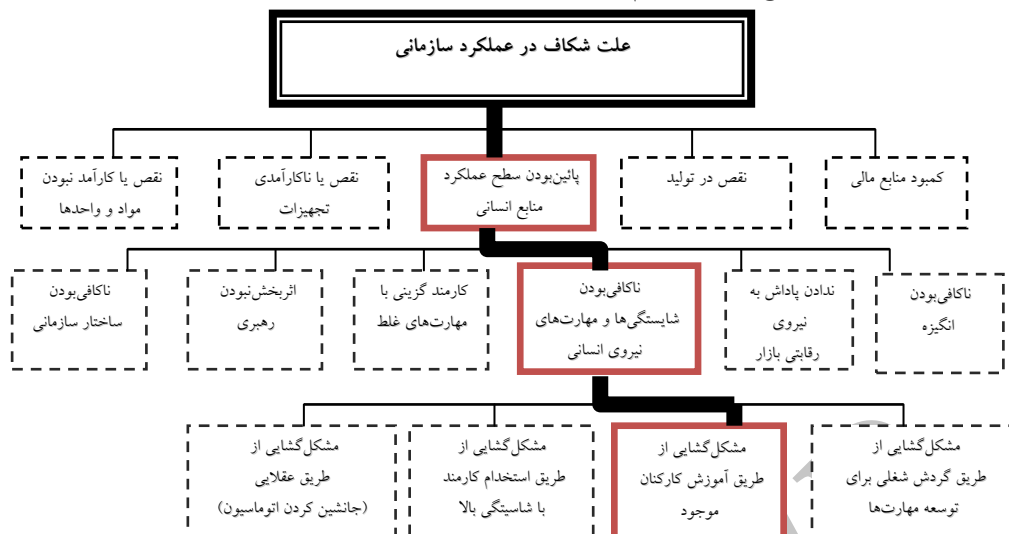 علت شکاف در عملکرد سازمانی
کمبود منابع مالی
نقص در تولید
پائین‌بودن سطح عملکرد
منابع انسانی
نقص یا ناکارآمدی
تجهیزات
نقص یا کارآمد نبودن
مواد و واحدها
ناکافی‌بودن
انگیزه
ندادن پاداش به
نیروی
رقابتی بازار
ناکافی‌بودن
شایستگی‌ها و مهارت‌های
نیروی انسانی
کارمند گزینی با
مهارت‌های غلط
اثربخش‌نبودن
رهبری
ناکافی‌بودن
ساختار سازمانی
مشکل‌گشایی از
طریق گردش شغلی برای
توسعه مهارت‌ها
مشکل‌گشایی از
طریق آموزش کارکنان
موجود
مشکل‌گشایی از
طریق استخدام کارمند
با شاسیتگی بالا
مشکل‌گشایی از
طریق عقلایی
(جانشین کردن اتوماسیون)